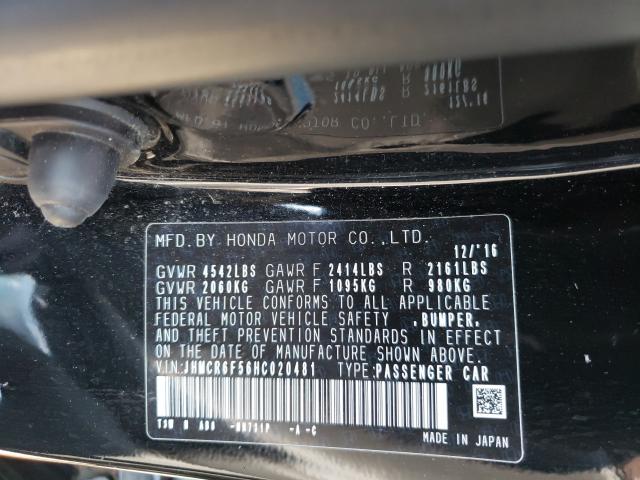 MFD.BY HONDA MOTOR CO.,LTD.
12/'16
GVWR 4542LBS GAWR F 2414LBS R 2161LBS
GVWR 2060KG GAWR F 1095KG R 980KG
THIS VEHICLE CONFORMS TO ALL APPLICABLE
FEDERAL MOTOR VEHICLE SAFETY ,BUMPER,
AND THEFT PREVENTION STANDARDS IN EFFECT
ON THE DATE OF MANUFACTURE SHOWN ABOVE.
VIN:JHMCR6F56HC020481 TYPE:PASSENGER CAR
-A -C
MADE IN JAPAN